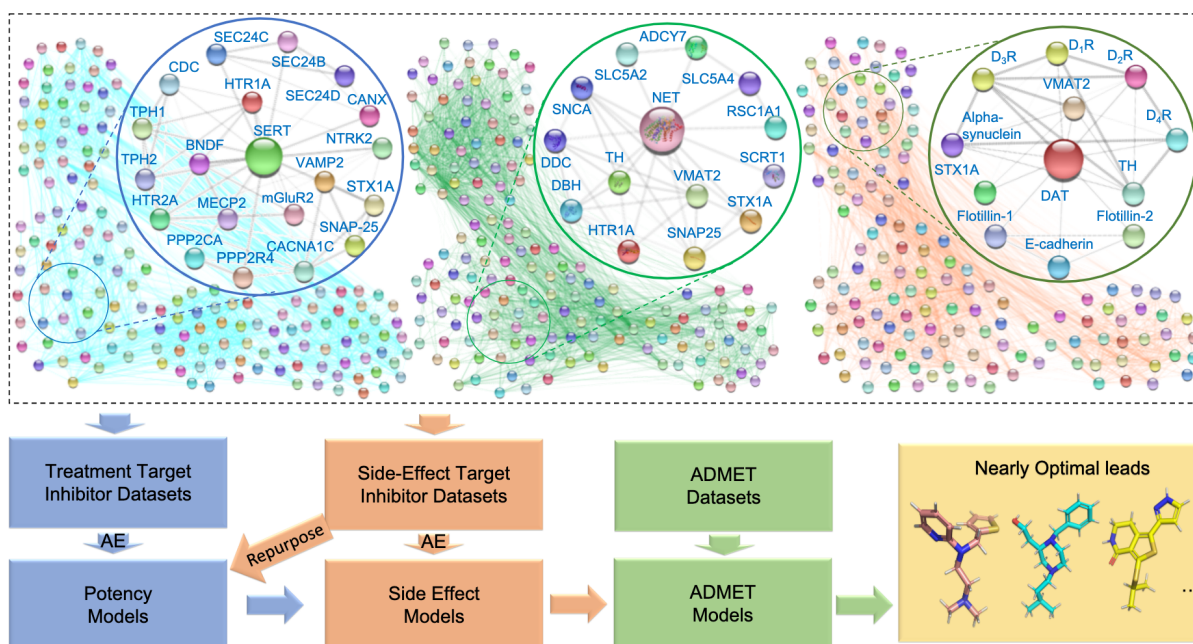 SEC24C
SEC24B
CDC
HTR1A
SEC24D
CANX
TPH1
SERT
NTRK2
BNDF
VAMP2
TPH2
STX1A
HTR2A
MECP2
mGluR2
SNAP-25
PPP2CA
CACNA1C
PPP2R4
ADCY7
SLC5A2
SLC5A4
SNCA
NET
RSC1A1
DDC
TH
SCRT1
DBH
VMAT2
STX1A
HTR1A
SNAP25
D₁R
D₃R
D₂R
VMAT2
Alpha-
synuclein
D₄R
STX1A
TH
DAT
Flotillin-1
Flotillin-2
E-cadherin
Treatment Target
Inhibitor Datasets
Side-Effect Target
Inhibitor Datasets
ADMET
Datasets
Nearly Optimal leads
AE
Repurpose
AE
Potency
Models
Side Effect
Models
ADMET
Models
...